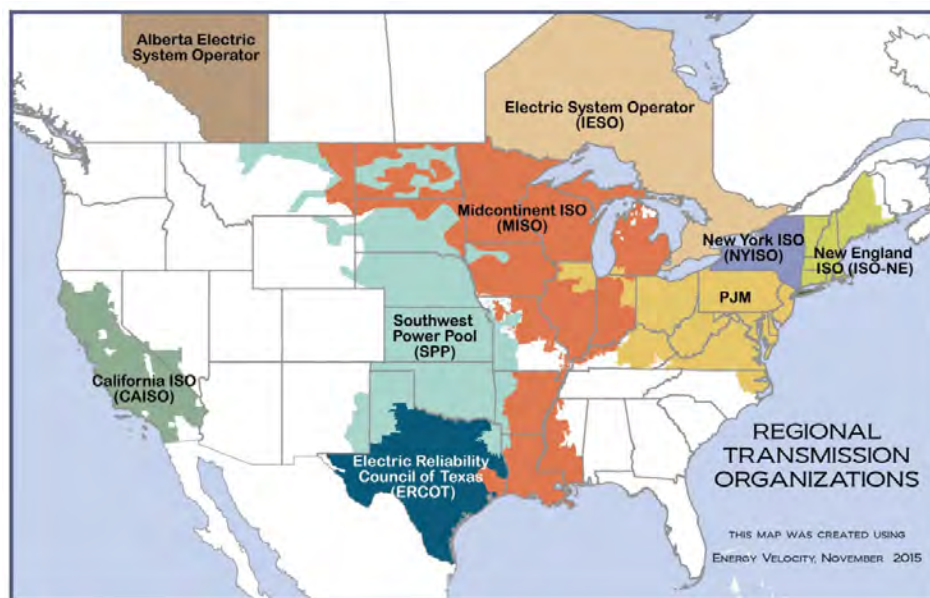 Alberta Electric
System Operator
Electric System Operator
(IESO)
Midcontinent ISO
(MISO)
New York ISO
(NYISO)
New England
ISO (ISO-NE)
PJM
Southwest
Power Pool
(SPP)
California ISO
(CAISO)
Electric Reliability
Council of Texas
(ERCOT)
REGIONAL
TRANSMISSION
ORGANIZATIONS
THIS MAP WAS CREATED USING
ENERGY VELOCITY, NOVEMBER 2015